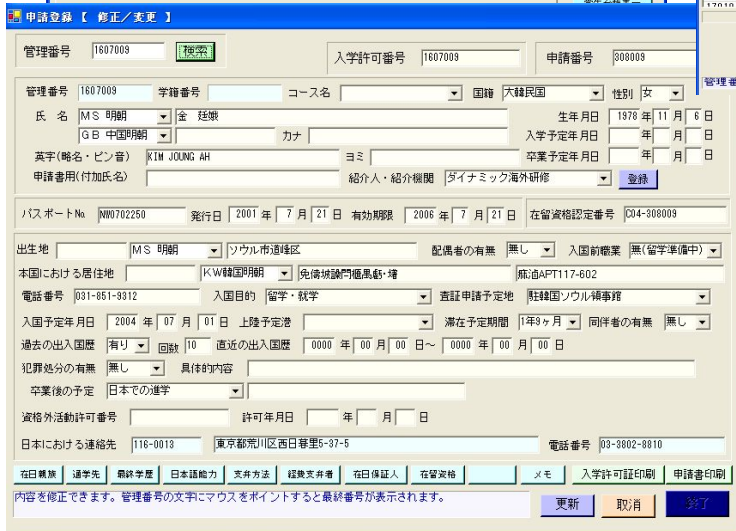 申請登録 【 修正／変更 】
17010
管理番号 1607009 検索 入学許可番号 1607009 申請番号 308009
管理番
管理番号 1607009 学籍番号 コース名 国籍 大韓民国 性別 女
氏 名 MS 明朝 金 廷娥 生年月日 1978 年 11 月 6 日
GB 中国明朝 カナ 入学予定年月日 年 月 日
英字(略名・ピン音) KIM JOUNG AH ヨミ 卒業予定年月日 年 月 日
申請書用(付加氏名) 紹介人・紹介機関 ダイナミック海外研修 登録
パスポート№ NW0702250 発行日 2001 年 7 月 21 日 有効期限 2006 年 7 月 21 日 在留資格認定番号 C04-308009
出生地 MS 明朝 ソウル市道峰区 配偶者の有無 無し 入国前職業 無(留学準備中)
本国における居住地 KW韓国明朝 APT117-602
電話番号 031-851-9312 入国目的 留学・就学 査証申請予定地 駐韓国ソウル領事館
入国予定年月日 2004 年 07 月 01 日 上陸予定港 滞在予定期間 1年9ヶ月 同伴者の有無 無し
過去の出入国歴 有り 回数 10 直近の出入国歴 0000 年 00 月 00 日～ 0000 年 00 月 00 日
犯罪処分の有無 無し 具体的内容
卒業後の予定 日本での進学
資格外活動許可番号 許可年月日 年 月 日
日本における連絡先 116-0013 東京都荒川区西日暮里5-37-5 電話番号 03-3802-8810
在日親族 通学先 最終学歴 日本語能力 支弁方法 経費支弁者 在日保証人 在留資格 メモ 入学許可証印刷 申請書印刷
内容を修正できます。管理番号の文字にマウスをポイントすると最終番号が表示されます。 更新 取消 終了